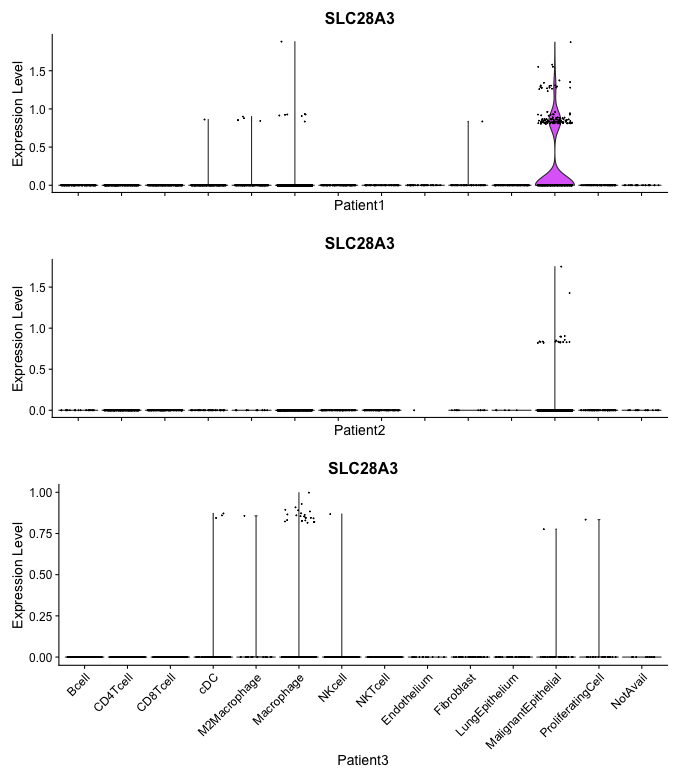 SLC28A3
Expression Level
1.5
1.0
0.5
0.0
Patient1
SLC28A3
Expression Level
1.5
1.0
0.5
0.0
Patient2
SLC28A3
Expression Level
1.00
0.75
0.50
0.25
0.00
Bcell
CD4Tcell
CD8Tcell
cDC
M2Macrophage
Macrophage
NKcell
NKTcell
Endothelium
Fibroblast
LungEpithelium
MalignantEpithelial
ProliferatingCell
NotAvail
Patient3